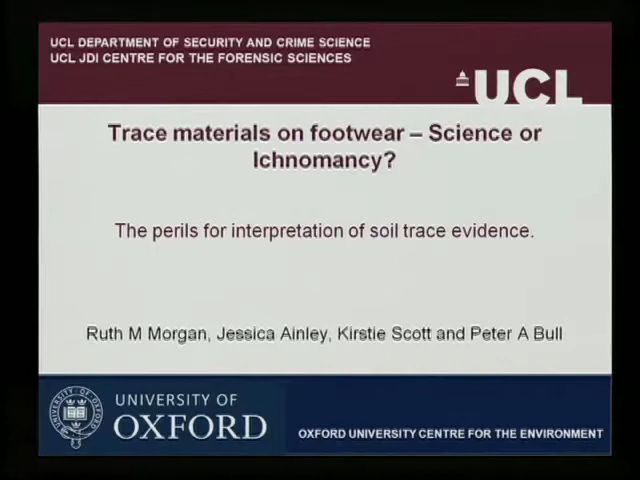 UCL DEPARTMENT OF SECURITY AND CRIME SCIENCE
UCL JDI CENTRE FOR THE FORENSIC SCIENCES
UCL
Trace materials on footwear – Science or
Ichnomancy?
The perils for interpretation of soil trace evidence.
Ruth M Morgan, Jessica Ainley, Kirstie Scott and Peter A Bull
UNIVERSITY OF
OXFORD
OXFORD UNIVERSITY CENTRE FOR THE ENVIRONMENT